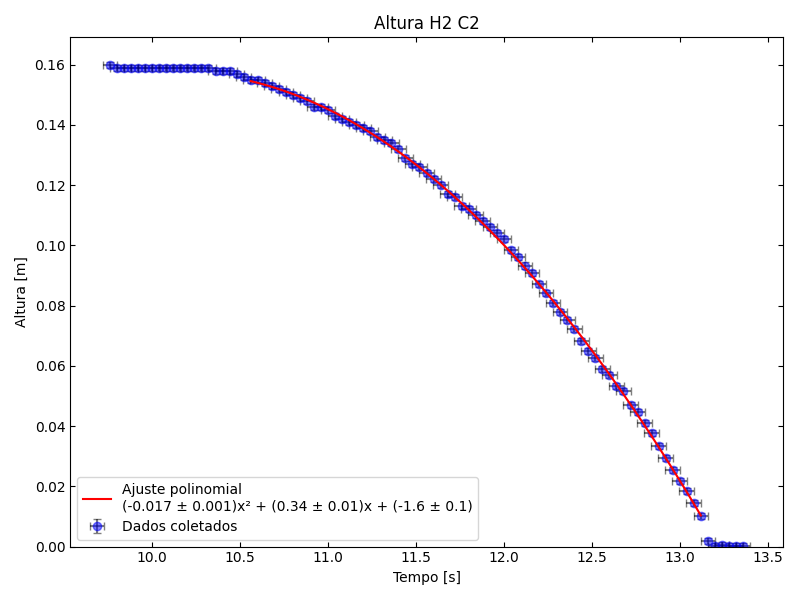 Altura H2 C2
Altura [m]
0.16
0.14
0.12
0.10
0.08
0.06
0.04
0.02
0.00
Ajuste polinomial
(-0.017 ± 0.001)x² + (0.34 ± 0.01)x + (-1.6 ± 0.1)
Dados coletados
10.0 10.5 11.0 11.5 12.0 12.5 13.0 13.5
Tempo [s]